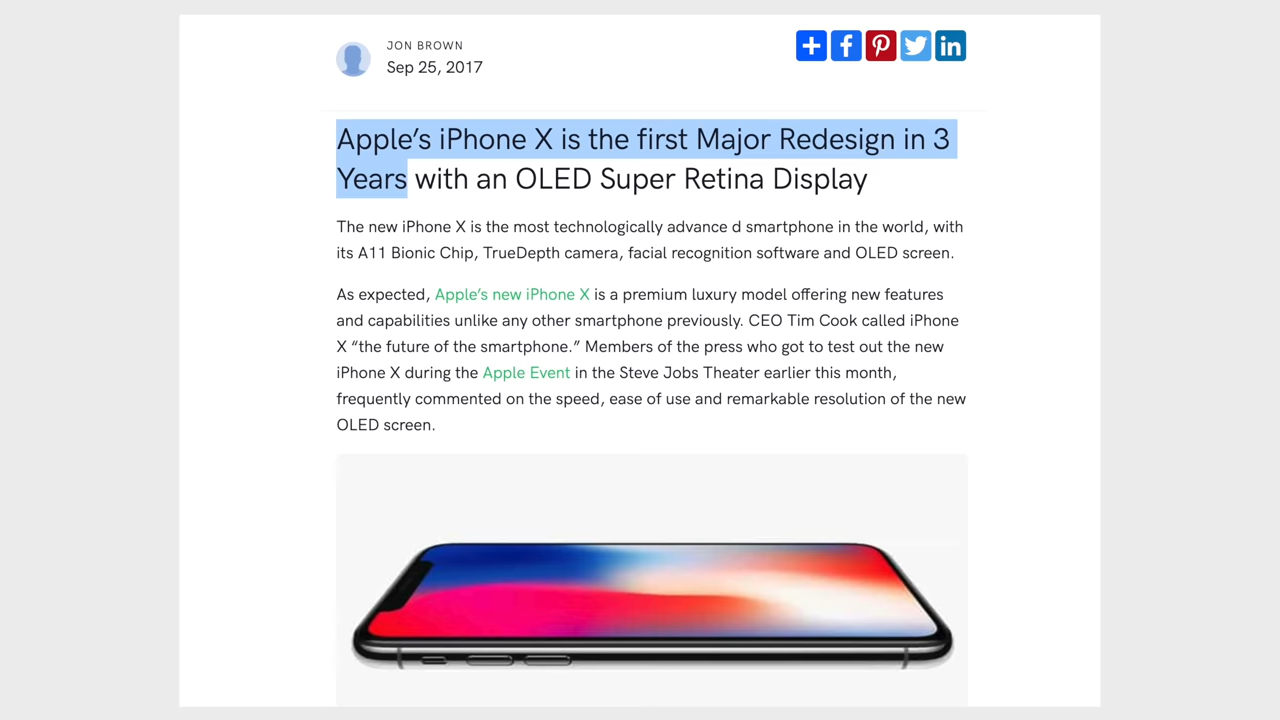 JON BROWN
Sep 25, 2017
Apple’s iPhone X is the first Major Redesign in 3
Years with an OLED Super Retina Display
The new iPhone X is the most technologically advance d smartphone in the world, with
its A11 Bionic Chip, TrueDepth camera, facial recognition software and OLED screen.
As expected, Apple’s new iPhone X is a premium luxury model offering new features
and capabilities unlike any other smartphone previously. CEO Tim Cook called iPhone
X “the future of the smartphone.” Members of the press who got to test out the new
iPhone X during the Apple Event in the Steve Jobs Theater earlier this month,
frequently commented on the speed, ease of use and remarkable resolution of the new
OLED screen.